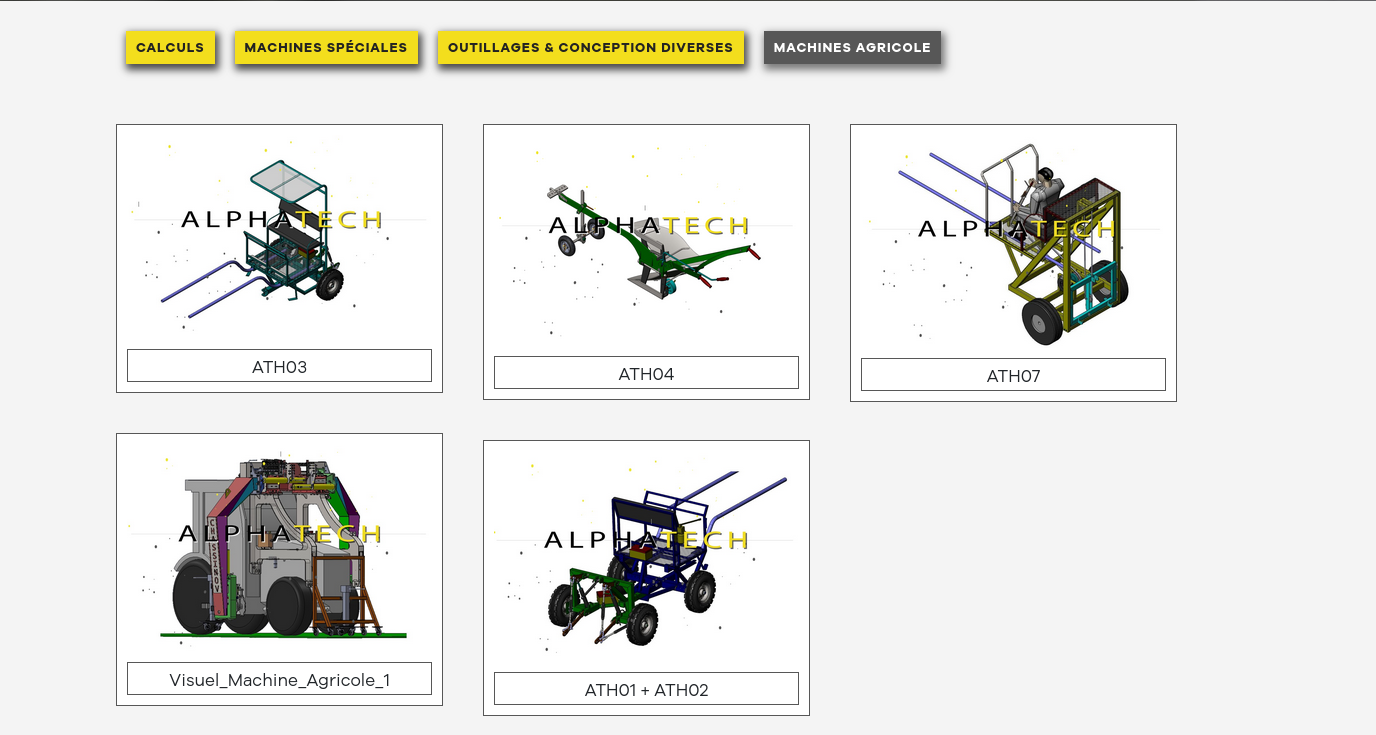 CALCULS
MACHINES SPÉCIALES
OUTILLAGES & CONCEPTION DIVERSES
MACHINES AGRICOLE
ALPHATECH
ATH03
ALPHATECH
ATH04
ALPHATECH
ATH07
CHASSINOV
ALPHATECH
Visuel_Machine_Agricole_1
ALPHATECH
ATH01 + ATH02